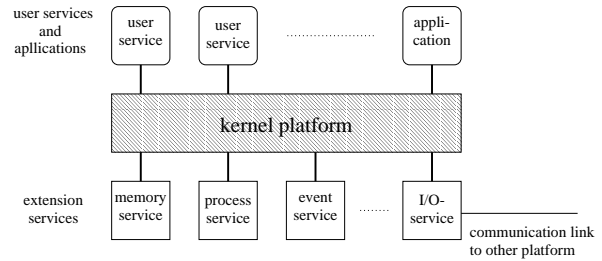 user services
and
apllications
user
service
user
service
appli-
cation
kernel platform
extension
services
memory
service
process
service
event
service
I/O-
service
communication link
to other platform